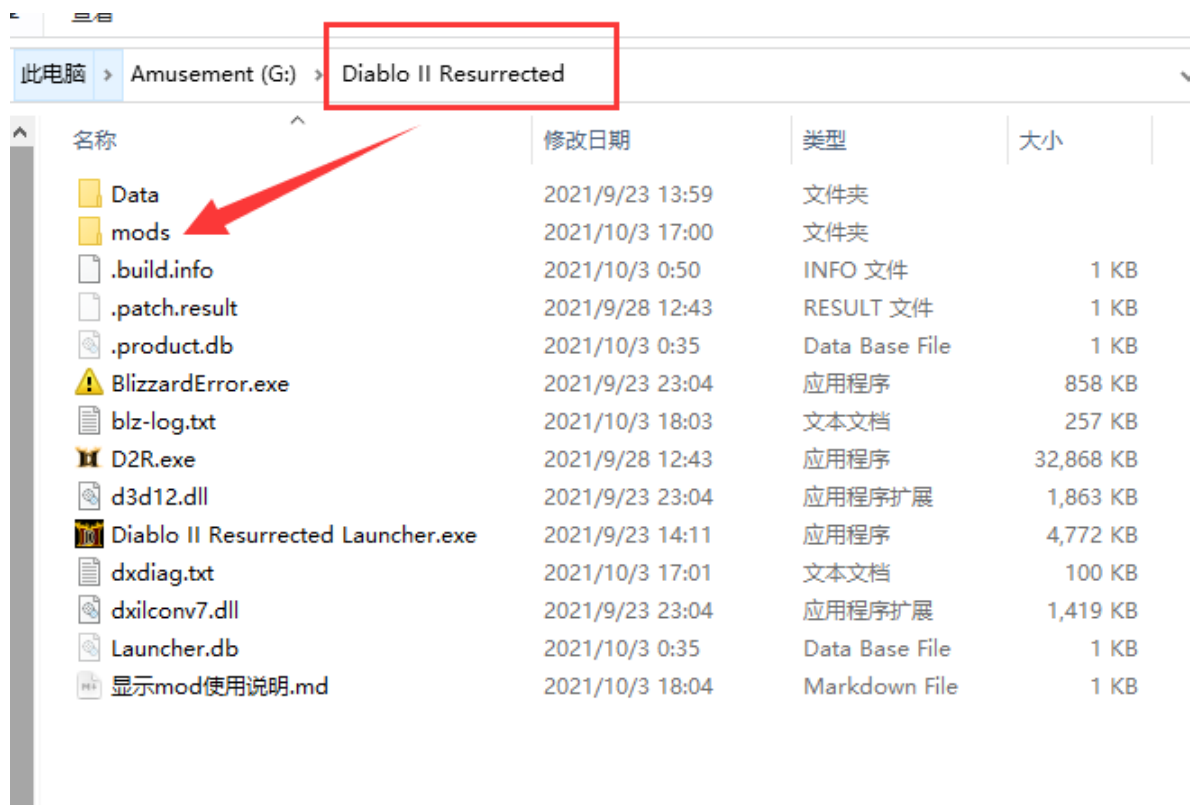 查看
此电脑 > Amusement (G:) > Diablo II Resurrected
名称 修改日期 类型 大小
Data 2021/9/23 13:59 文件夹
mods 2021/10/3 17:00 文件夹
.build.info 2021/10/3 0:50 INFO 文件 1 KB
.patch.result 2021/9/28 12:43 RESULT 文件 1 KB
.product.db 2021/10/3 0:35 Data Base File 1 KB
BlizzardError.exe 2021/9/23 23:04 应用程序 858 KB
blz-log.txt 2021/10/3 18:03 文本文档 257 KB
D2R.exe 2021/9/28 12:43 应用程序 32,868 KB
d3d12.dll 2021/9/23 23:04 应用程序扩展 1,863 KB
Diablo II Resurrected Launcher.exe 2021/9/23 14:11 应用程序 4,772 KB
dxdiag.txt 2021/10/3 17:01 文本文档 100 KB
dxilconv7.dll 2021/9/23 23:04 应用程序扩展 1,419 KB
Launcher.db 2021/10/3 0:35 Data Base File 1 KB
显示mod使用说明.md 2021/10/3 18:04 Markdown File 1 KB